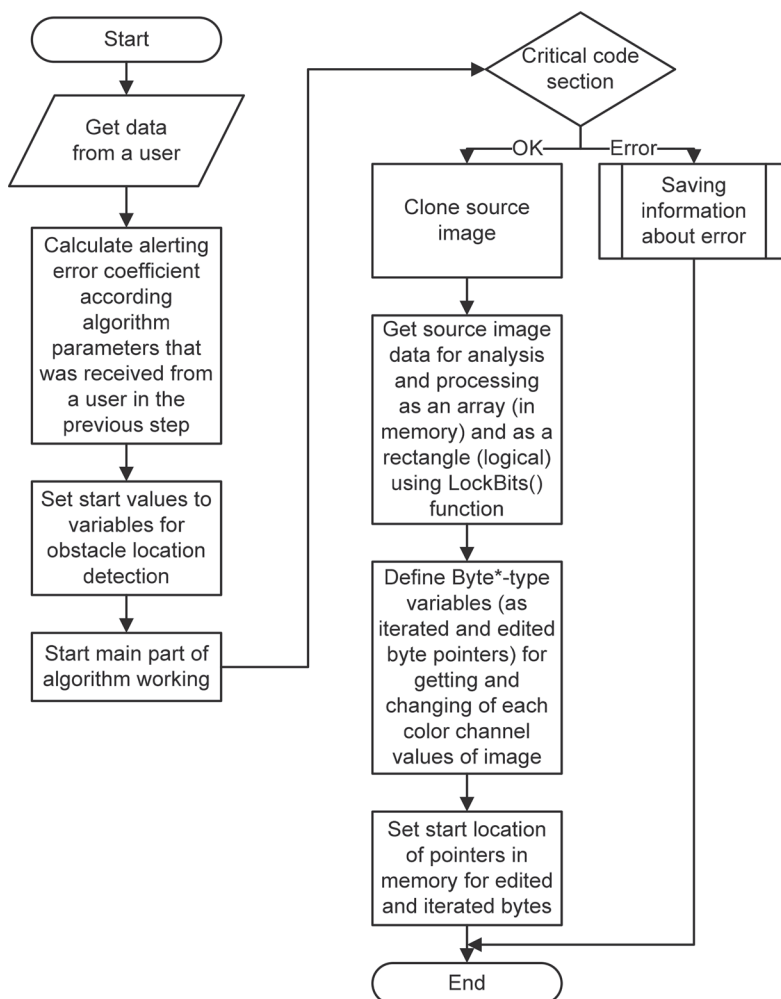 Start
Get data
from a user
Calculate alerting
error coefficient
according
algorithm
parameters that
was received from
a user in the
previous step
Set start values to
variables for
obstacle location
detection
Start main part of
algorithm working
Critical code
section
OK
Error
Clone source
image
Saving
information
about error
Get source image
data for analysis
and processing
as an array (in
memory) and as a
rectangle (logical)
using LockBits()
function
Define Byte*-type
variables (as
iterated and edited
byte pointers) for
getting and
changing of each
color channel
values of image
Set start location
of pointers in
memory for edited
and iterated bytes
End